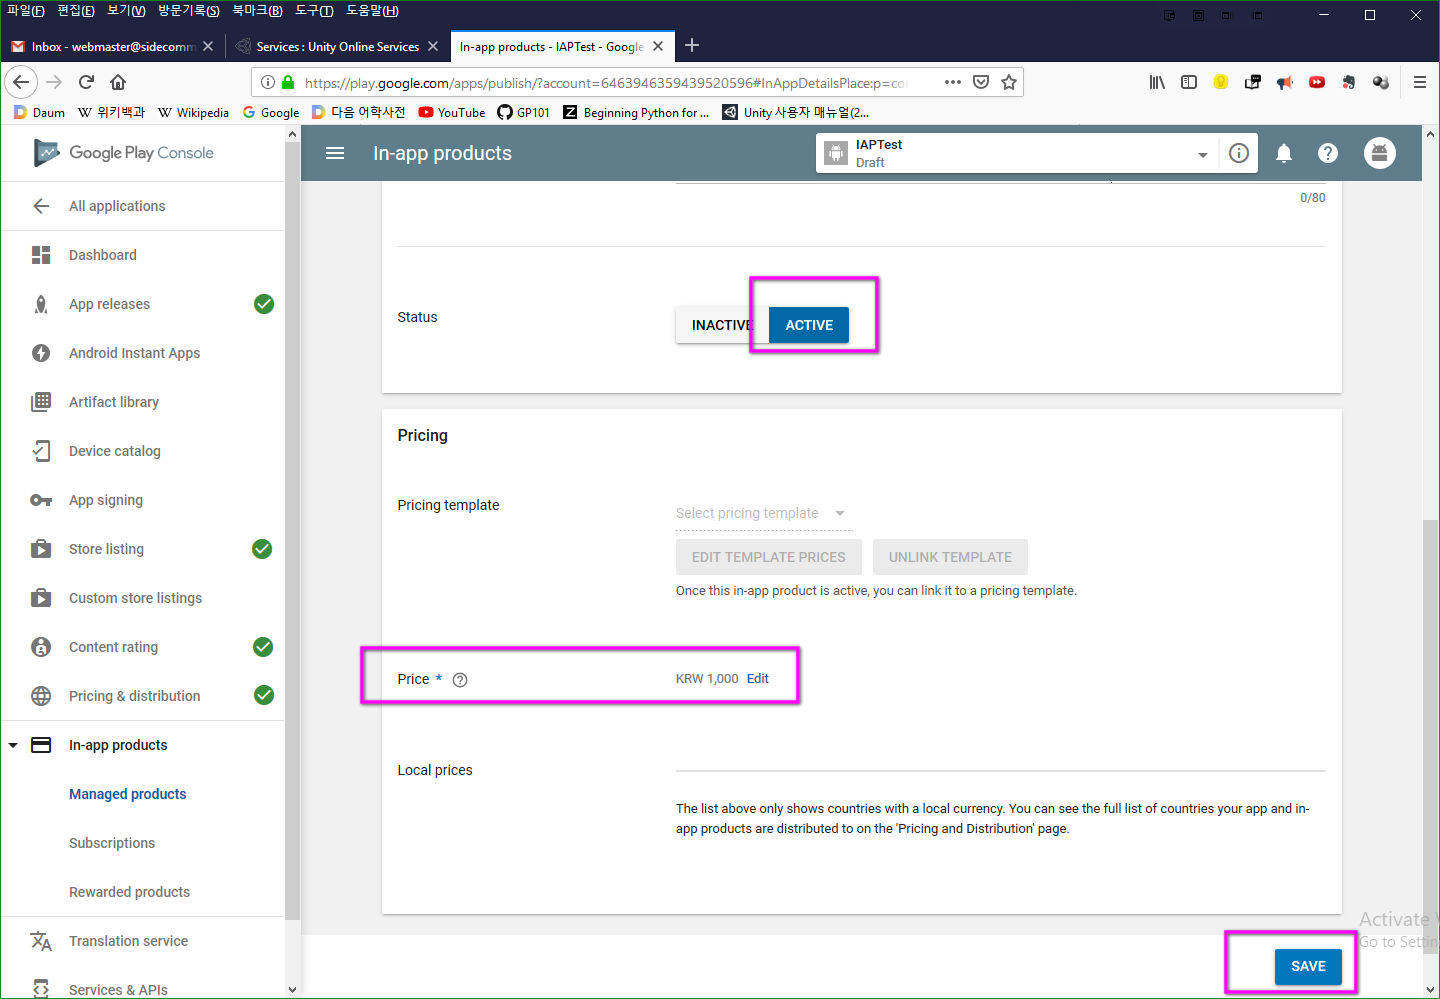 파일(F) 편집(E) 보기(V) 방문기록(S) 북마크(B) 도구(T) 도움말(H)
Inbox - webmaster@sidecomm
Services : Unity Online Services
In-app products - IAPTest - Google
https://play.google.com/apps/publish/?account=6463946359439520596#InAppDetailsPlace:p=co
Daum
위키백과
Wikipedia
Google
다음 어학사전
YouTube
GP101
Beginning Python for ...
Unity 사용자 매뉴얼(2...
Google Play Console
In-app products
IAPTest
Draft
All applications
Dashboard
App releases
Android Instant Apps
Artifact library
Device catalog
App signing
Store listing
Custom store listings
Content rating
Pricing & distribution
In-app products
Managed products
Subscriptions
Rewarded products
Translation service
Services & APIs
0/80
Status
INACTIVE
ACTIVE
Pricing
Pricing template
Select pricing template
EDIT TEMPLATE PRICES
UNLINK TEMPLATE
Once this in-app product is active, you can link it to a pricing template.
Price *
KRW 1,000 Edit
Local prices
The list above only shows countries with a local currency. You can see the full list of countries your app and in-
app products are distributed to on the 'Pricing and Distribution' page.
Activate
Go to Settin
SAVE